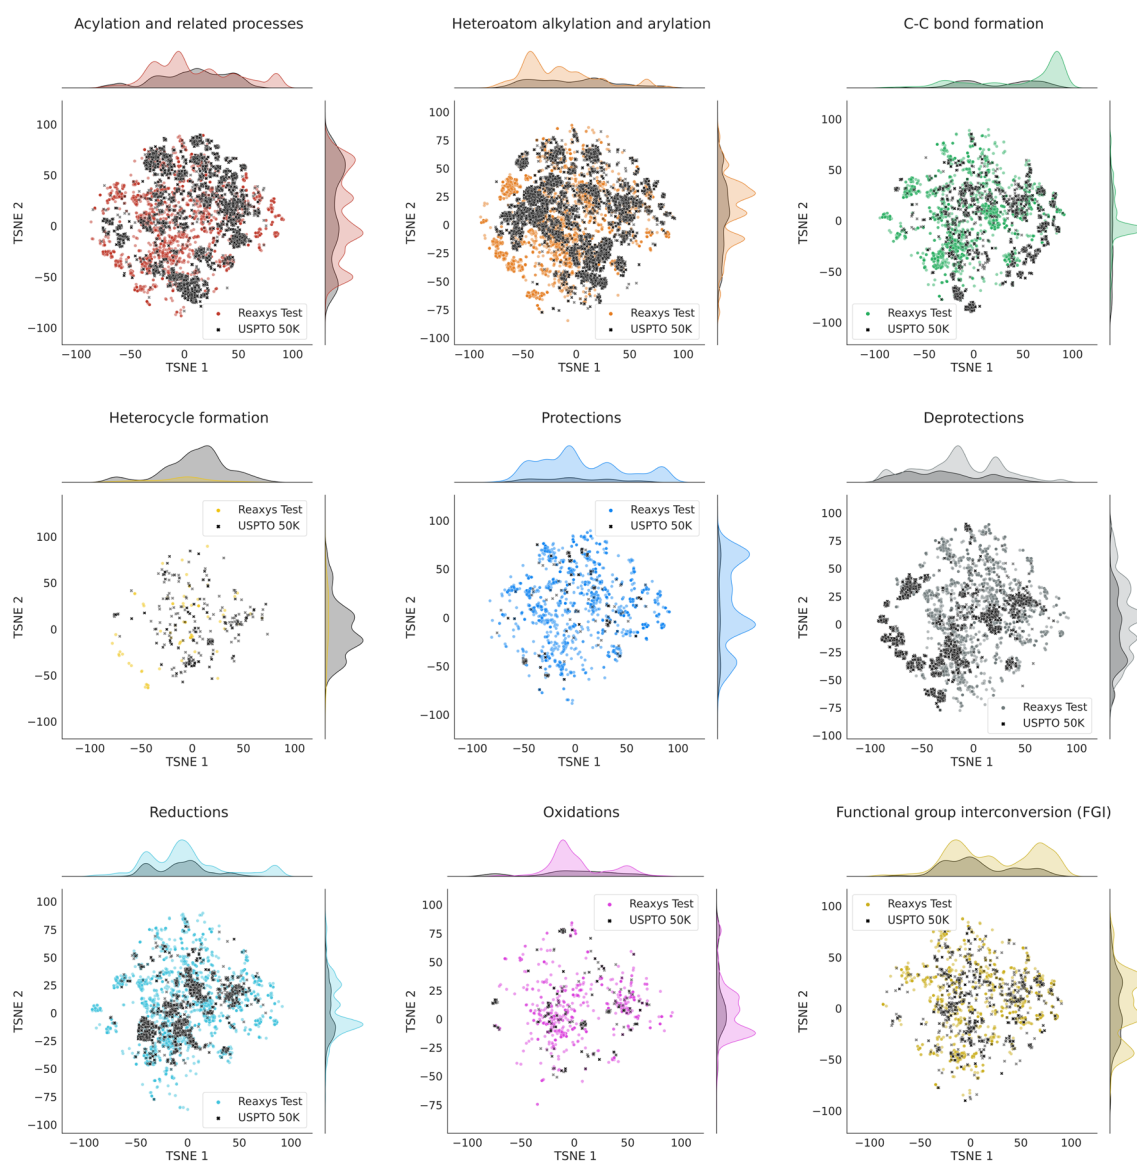 Acylation and related processes
Heteroatom alkylation and arylation
C-C bond formation
100
50
0
−50
−100
TSNE 2
−100
−50
0
50
100
TSNE 1
Reaxys Test
USPTO 50K
100
75
50
25
0
−25
−50
−75
−100
TSNE 2
−100
−50
0
50
100
TSNE 1
Reaxys Test
USPTO 50K
100
50
0
−50
−100
TSNE 2
−100
−50
0
50
100
TSNE 1
Reaxys Test
USPTO 50K
Heterocycle formation
Protections
Deprotections
100
50
0
−50
−100
TSNE 2
−100
−50
0
50
100
TSNE 1
Reaxys Test
USPTO 50K
100
50
0
−50
−100
TSNE 2
−100
−50
0
50
100
TSNE 1
Reaxys Test
USPTO 50K
100
75
50
25
0
−25
−50
−75
−100
TSNE 2
−100
−50
0
50
100
TSNE 1
Reaxys Test
USPTO 50K
Reductions
Oxidations
Functional group interconversion (FGI)
100
75
50
25
0
−25
−50
−75
−100
TSNE 2
−100
−50
0
50
100
TSNE 1
Reaxys Test
USPTO 50K
100
75
50
25
0
−25
−50
−75
TSNE 2
−100
−50
0
50
100
TSNE 1
Reaxys Test
USPTO 50K
100
50
0
−50
−100
TSNE 2
−100
−50
0
50
100
TSNE 1
Reaxys Test
USPTO 50K